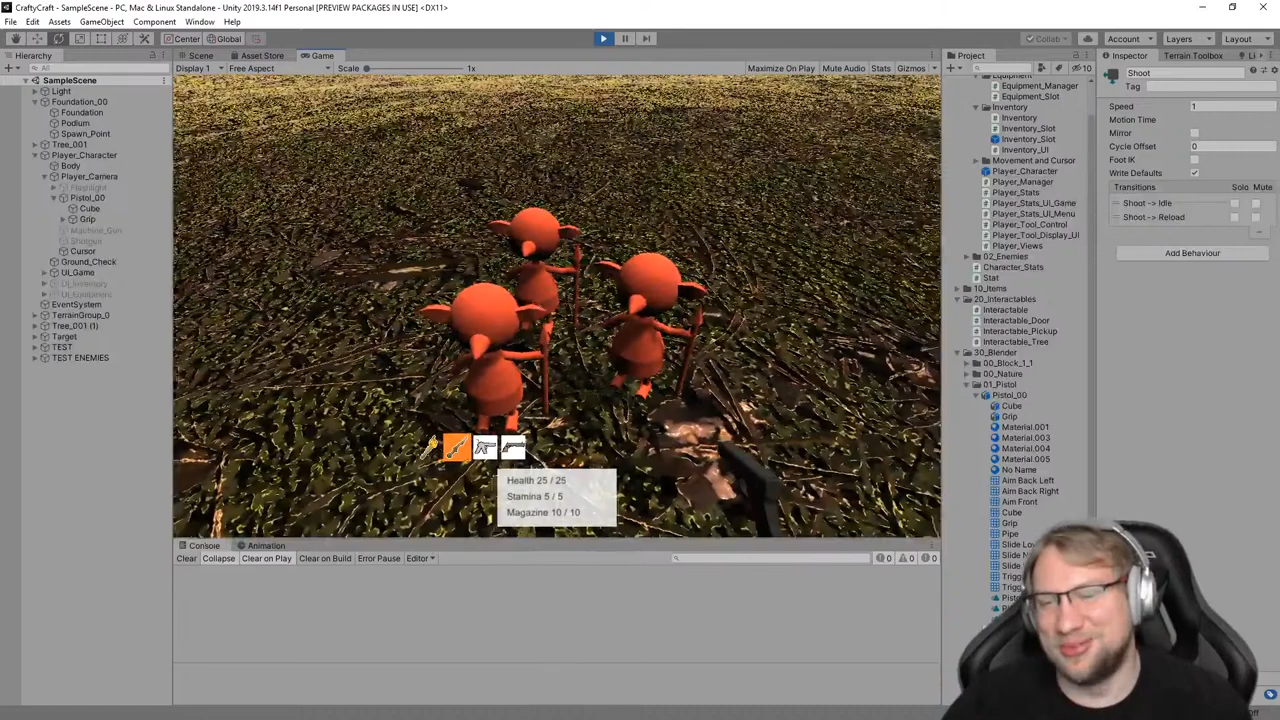 CraftyCraft - SampleScene - PC, Mac & Linux Standalone - Unity 2019.3.14f1 Personal [PREVIEW PACKAGES IN USE] <DX11>
File Edit Assets GameObject Component Window Help
Center Global Collab Account Layers Layout
Hierarchy
All
SampleScene
Light
Foundation_00
Foundation
Podium
Spawn_Point
Tree_001
Player_Character
Body
Player_Camera
Flashlight
Pistol_00
Cube
Grip
Machine_Gun
Shotgun
Cursor
Ground_Check
UI_Game
UI_Inventory
UI_Equipment
EventSystem
TerrainGroup_0
Tree_001 (1)
Target
TEST
TEST ENEMIES
Scene Asset Store Game
Display 1 Free Aspect Scale 1x Maximize On Play Mute Audio Stats Gizmos
Health 25 / 25
Stamina 5 / 5
Magazine 10 / 10
Console Animation
Clear Collapse Clear on Play Clear on Build Error Pause Editor 0 0 0
Project
10
Equipment
Equipment_Manager
Equipment_Slot
Inventory
Inventory
Inventory_Slot
Inventory_Slot
Inventory_UI
Movement and Cursor
Player_Character
Player_Manager
Player_Stats
Player_Stats_UI_Game
Player_Stats_UI_Menu
Player_Tool_Control
Player_Tool_Display_UI
Player_Views
02_Enemies
Character_Stats
Stat
10_Items
20_Interactables
Interactable
Interactable_Door
Interactable_Pickup
Interactable_Tree
30_Blender
00_Block_1_1
00_Nature
01_Pistol
Pistol_00
Cube
Grip
Material.001
Material.003
Material.004
Material.005
No Name
Aim Back Left
Aim Back Right
Aim Front
Cube
Grip
Pipe
Inspector Terrain Toolbox
Shoot
Tag
Speed 1
Motion Time
Mirror
Cycle Offset 0
Foot IK
Write Defaults
Transitions Solo Mute
Shoot -> Idle
Shoot -> Reload
Add Behaviour